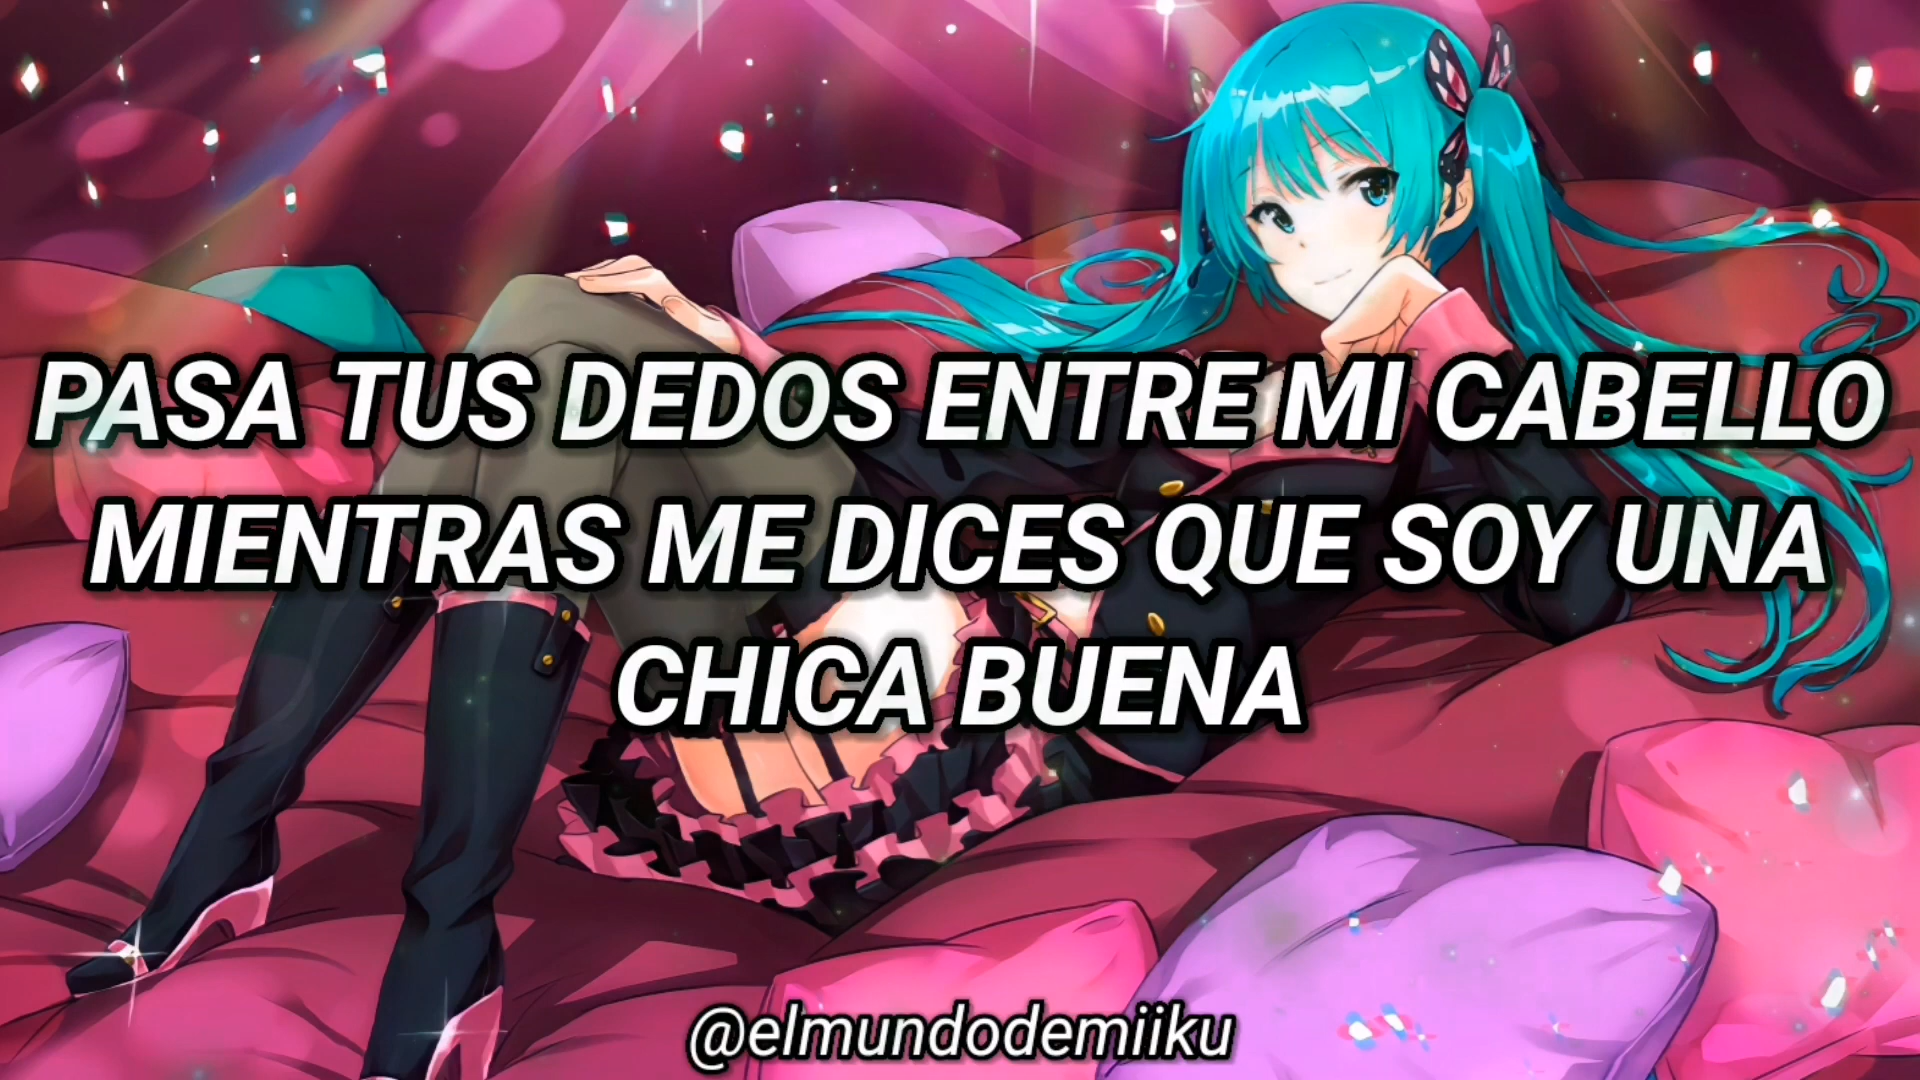 PASA TUS DEDOS ENTRE MI CABELLO
MIENTRAS ME DICES QUE SOY UNA
CHICA BUENA
@elmundodemiiku